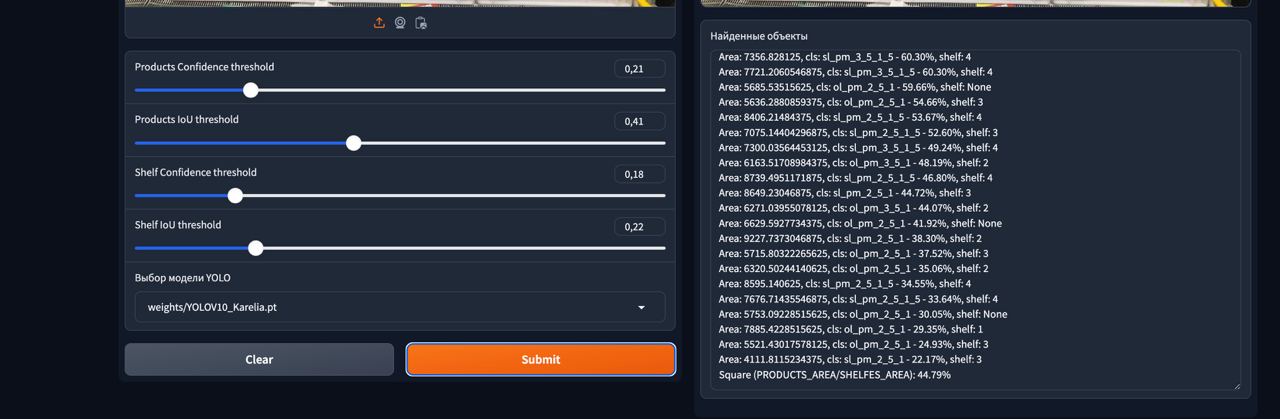 Products Confidence threshold
0,21
Products IoU threshold
0,41
Shelf Confidence threshold
0,18
Shelf IoU threshold
0,22
Выбор модели YOLO
weights/YOLOV10_Karelia.pt
Clear
Submit
Найденные объекты
Area: 7356.828125, cls: sl_pm_3_5_1_5 - 60.30%, shelf: 4
Area: 7721.2060546875, cls: sl_pm_3_5_1_5 - 60.30%, shelf: 4
Area: 5685.53515625, cls: ol_pm_2_5_1 - 59.66%, shelf: None
Area: 5636.2880859375, cls: ol_pm_2_5_1 - 54.66%, shelf: 3
Area: 8406.21484375, cls: sl_pm_2_5_1_5 - 53.67%, shelf: 4
Area: 7075.14404296875, cls: sl_pm_2_5_1_5 - 52.60%, shelf: 3
Area: 7300.03564453125, cls: sl_pm_3_5_1_5 - 49.24%, shelf: 4
Area: 6163.51708984375, cls: ol_pm_3_5_1 - 48.19%, shelf: 2
Area: 8739.4951171875, cls: sl_pm_2_5_1_5 - 46.80%, shelf: 4
Area: 8649.23046875, cls: sl_pm_2_5_1 - 44.72%, shelf: 3
Area: 6271.03955078125, cls: ol_pm_3_5_1 - 44.07%, shelf: 2
Area: 6629.5927734375, cls: ol_pm_2_5_1 - 41.92%, shelf: None
Area: 9227.7373046875, cls: sl_pm_2_5_1 - 38.30%, shelf: 2
Area: 5715.80322265625, cls: ol_pm_2_5_1 - 37.52%, shelf: 3
Area: 6320.50244140625, cls: ol_pm_2_5_1 - 35.06%, shelf: 2
Area: 8595.140625, cls: sl_pm_2_5_1_5 - 34.55%, shelf: 4
Area: 7676.71435546875, cls: sl_pm_2_5_1_5 - 33.64%, shelf: 4
Area: 5753.09228515625, cls: ol_pm_2_5_1 - 30.05%, shelf: None
Area: 7885.4228515625, cls: ol_pm_2_5_1 - 29.35%, shelf: 1
Area: 5521.43017578125, cls: ol_pm_2_5_1 - 24.93%, shelf: 3
Area: 4111.8115234375, cls: sl_pm_2_5_1 - 22.17%, shelf: 3
Square (PRODUCTS_AREA/SHELFES_AREA): 44.79%